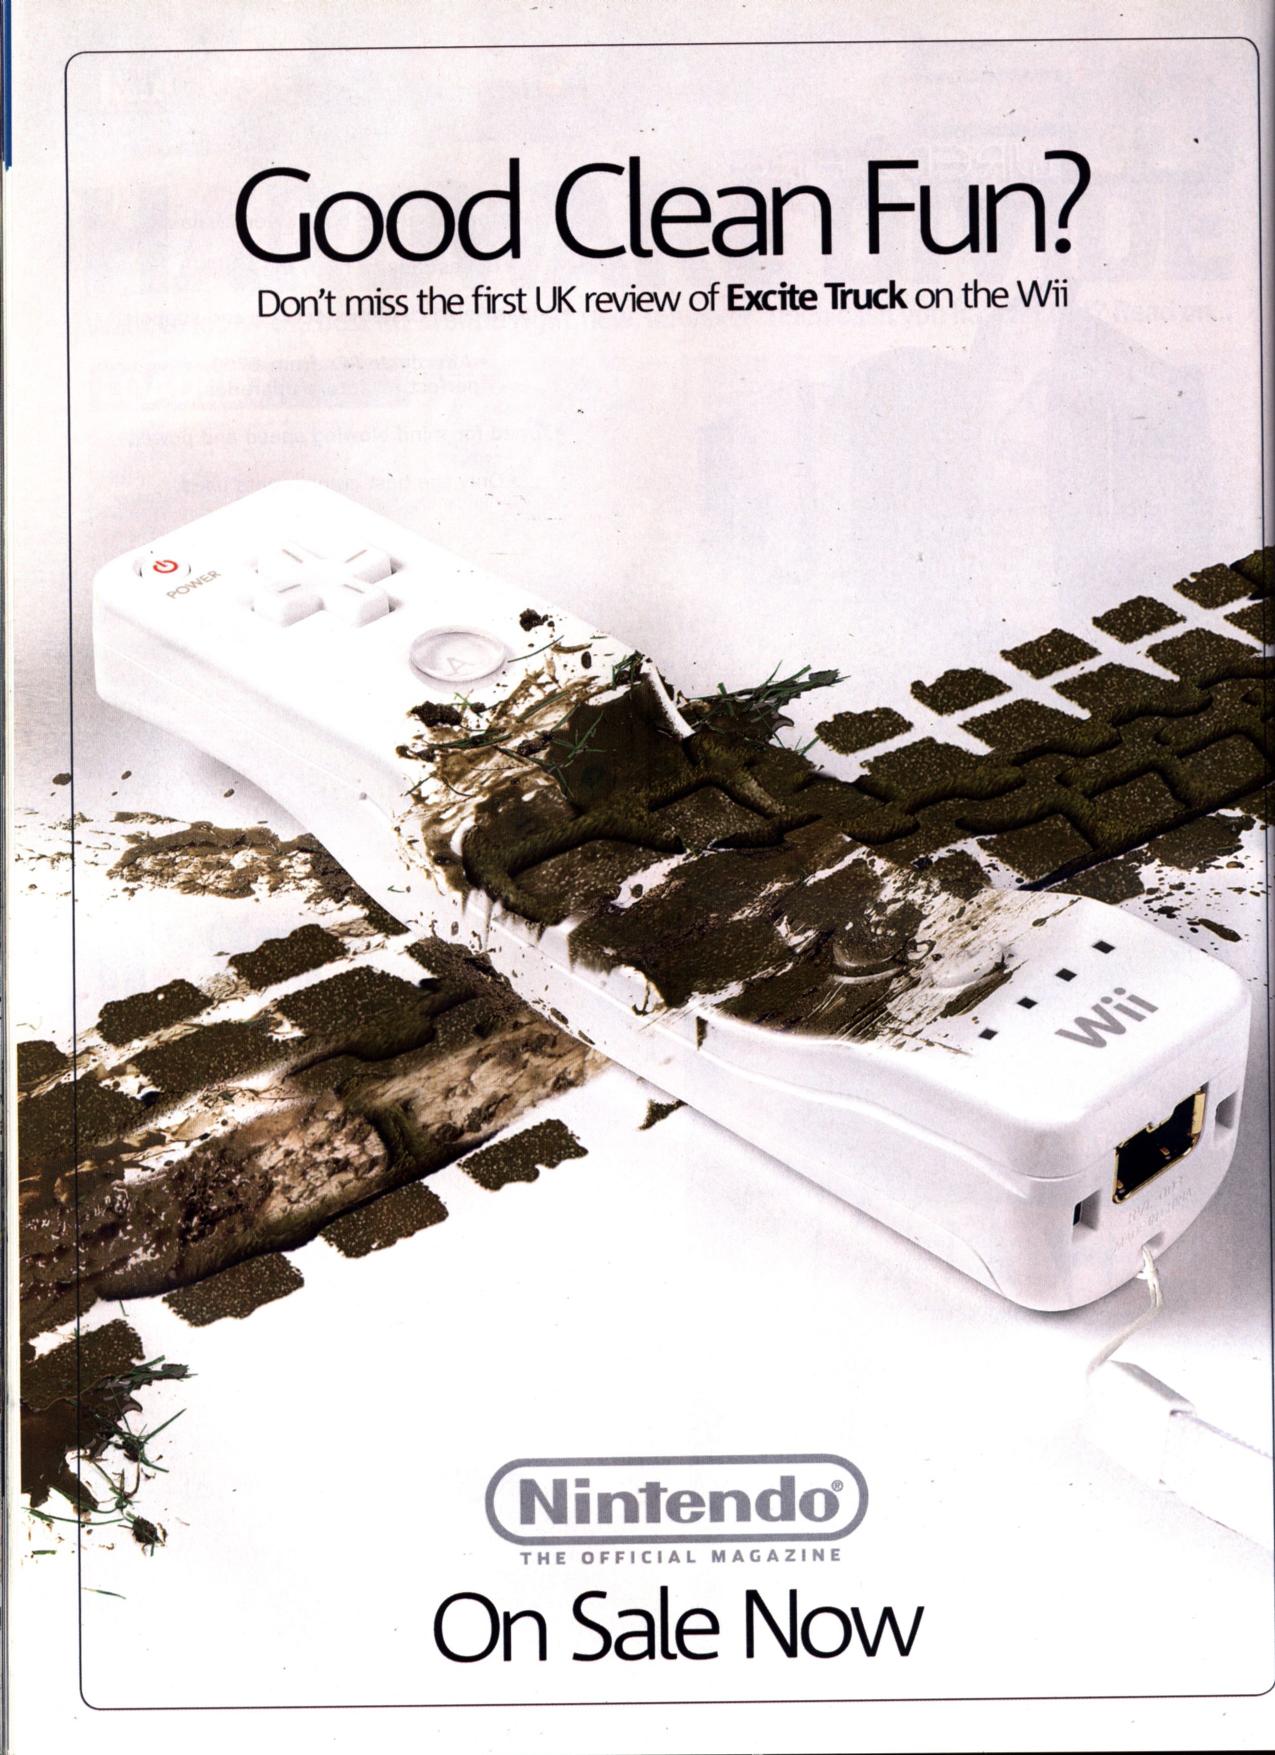 Good Clean Fun?
Don't miss the first UK review of Excite Truck on the Wii
POWER
A
Wii
Nintendo®
THE OFFICIAL MAGAZINE
On Sale Now